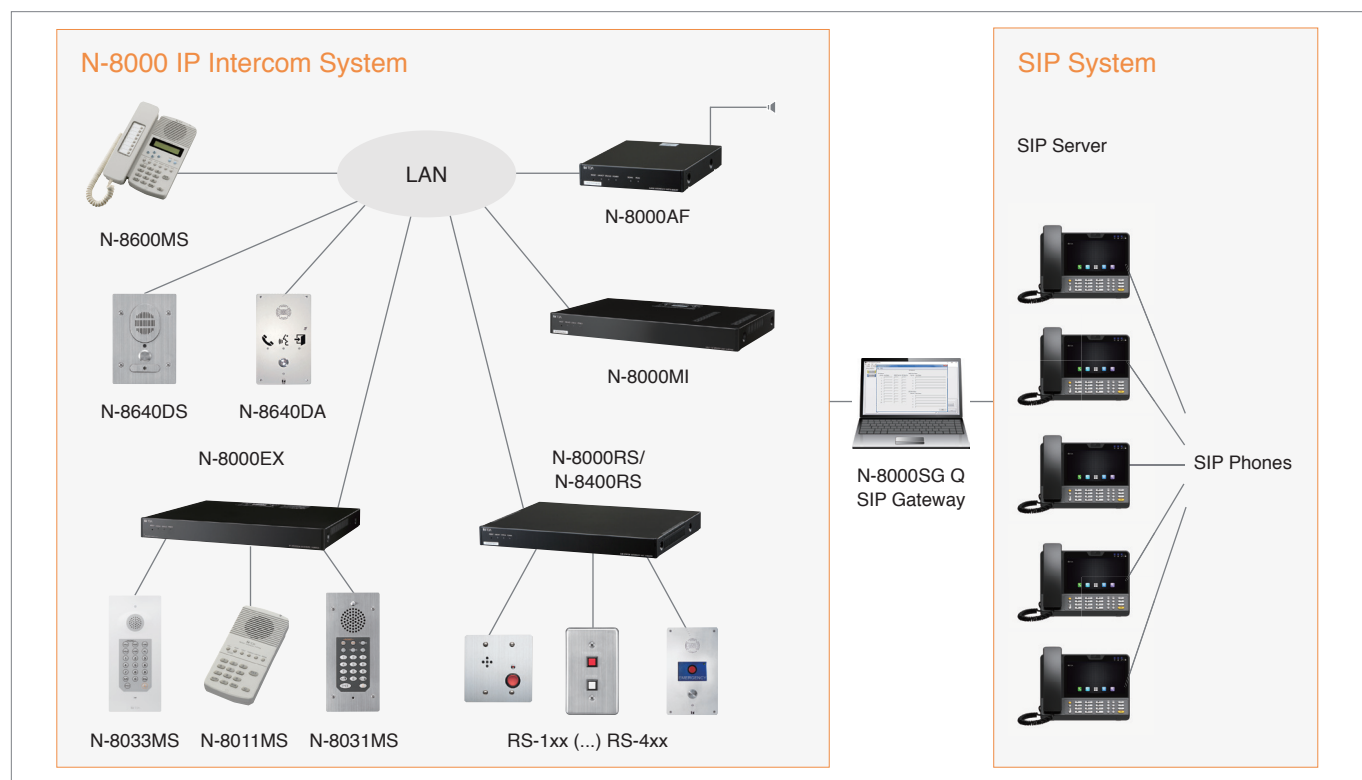 N-8000 IP Intercom System
SIP System
SIP Server
LAN
N-8600MS
N-8000AF
N-8640DS
N-8640DA
N-8000MI
N-8000EX
N-8000RS/
N-8400RS
N-8000SG Q
SIP Gateway
SIP Phones
EMERGENCY
N-8033MS
N-8011MS
N-8031MS
RS-1xx (...) RS-4xx